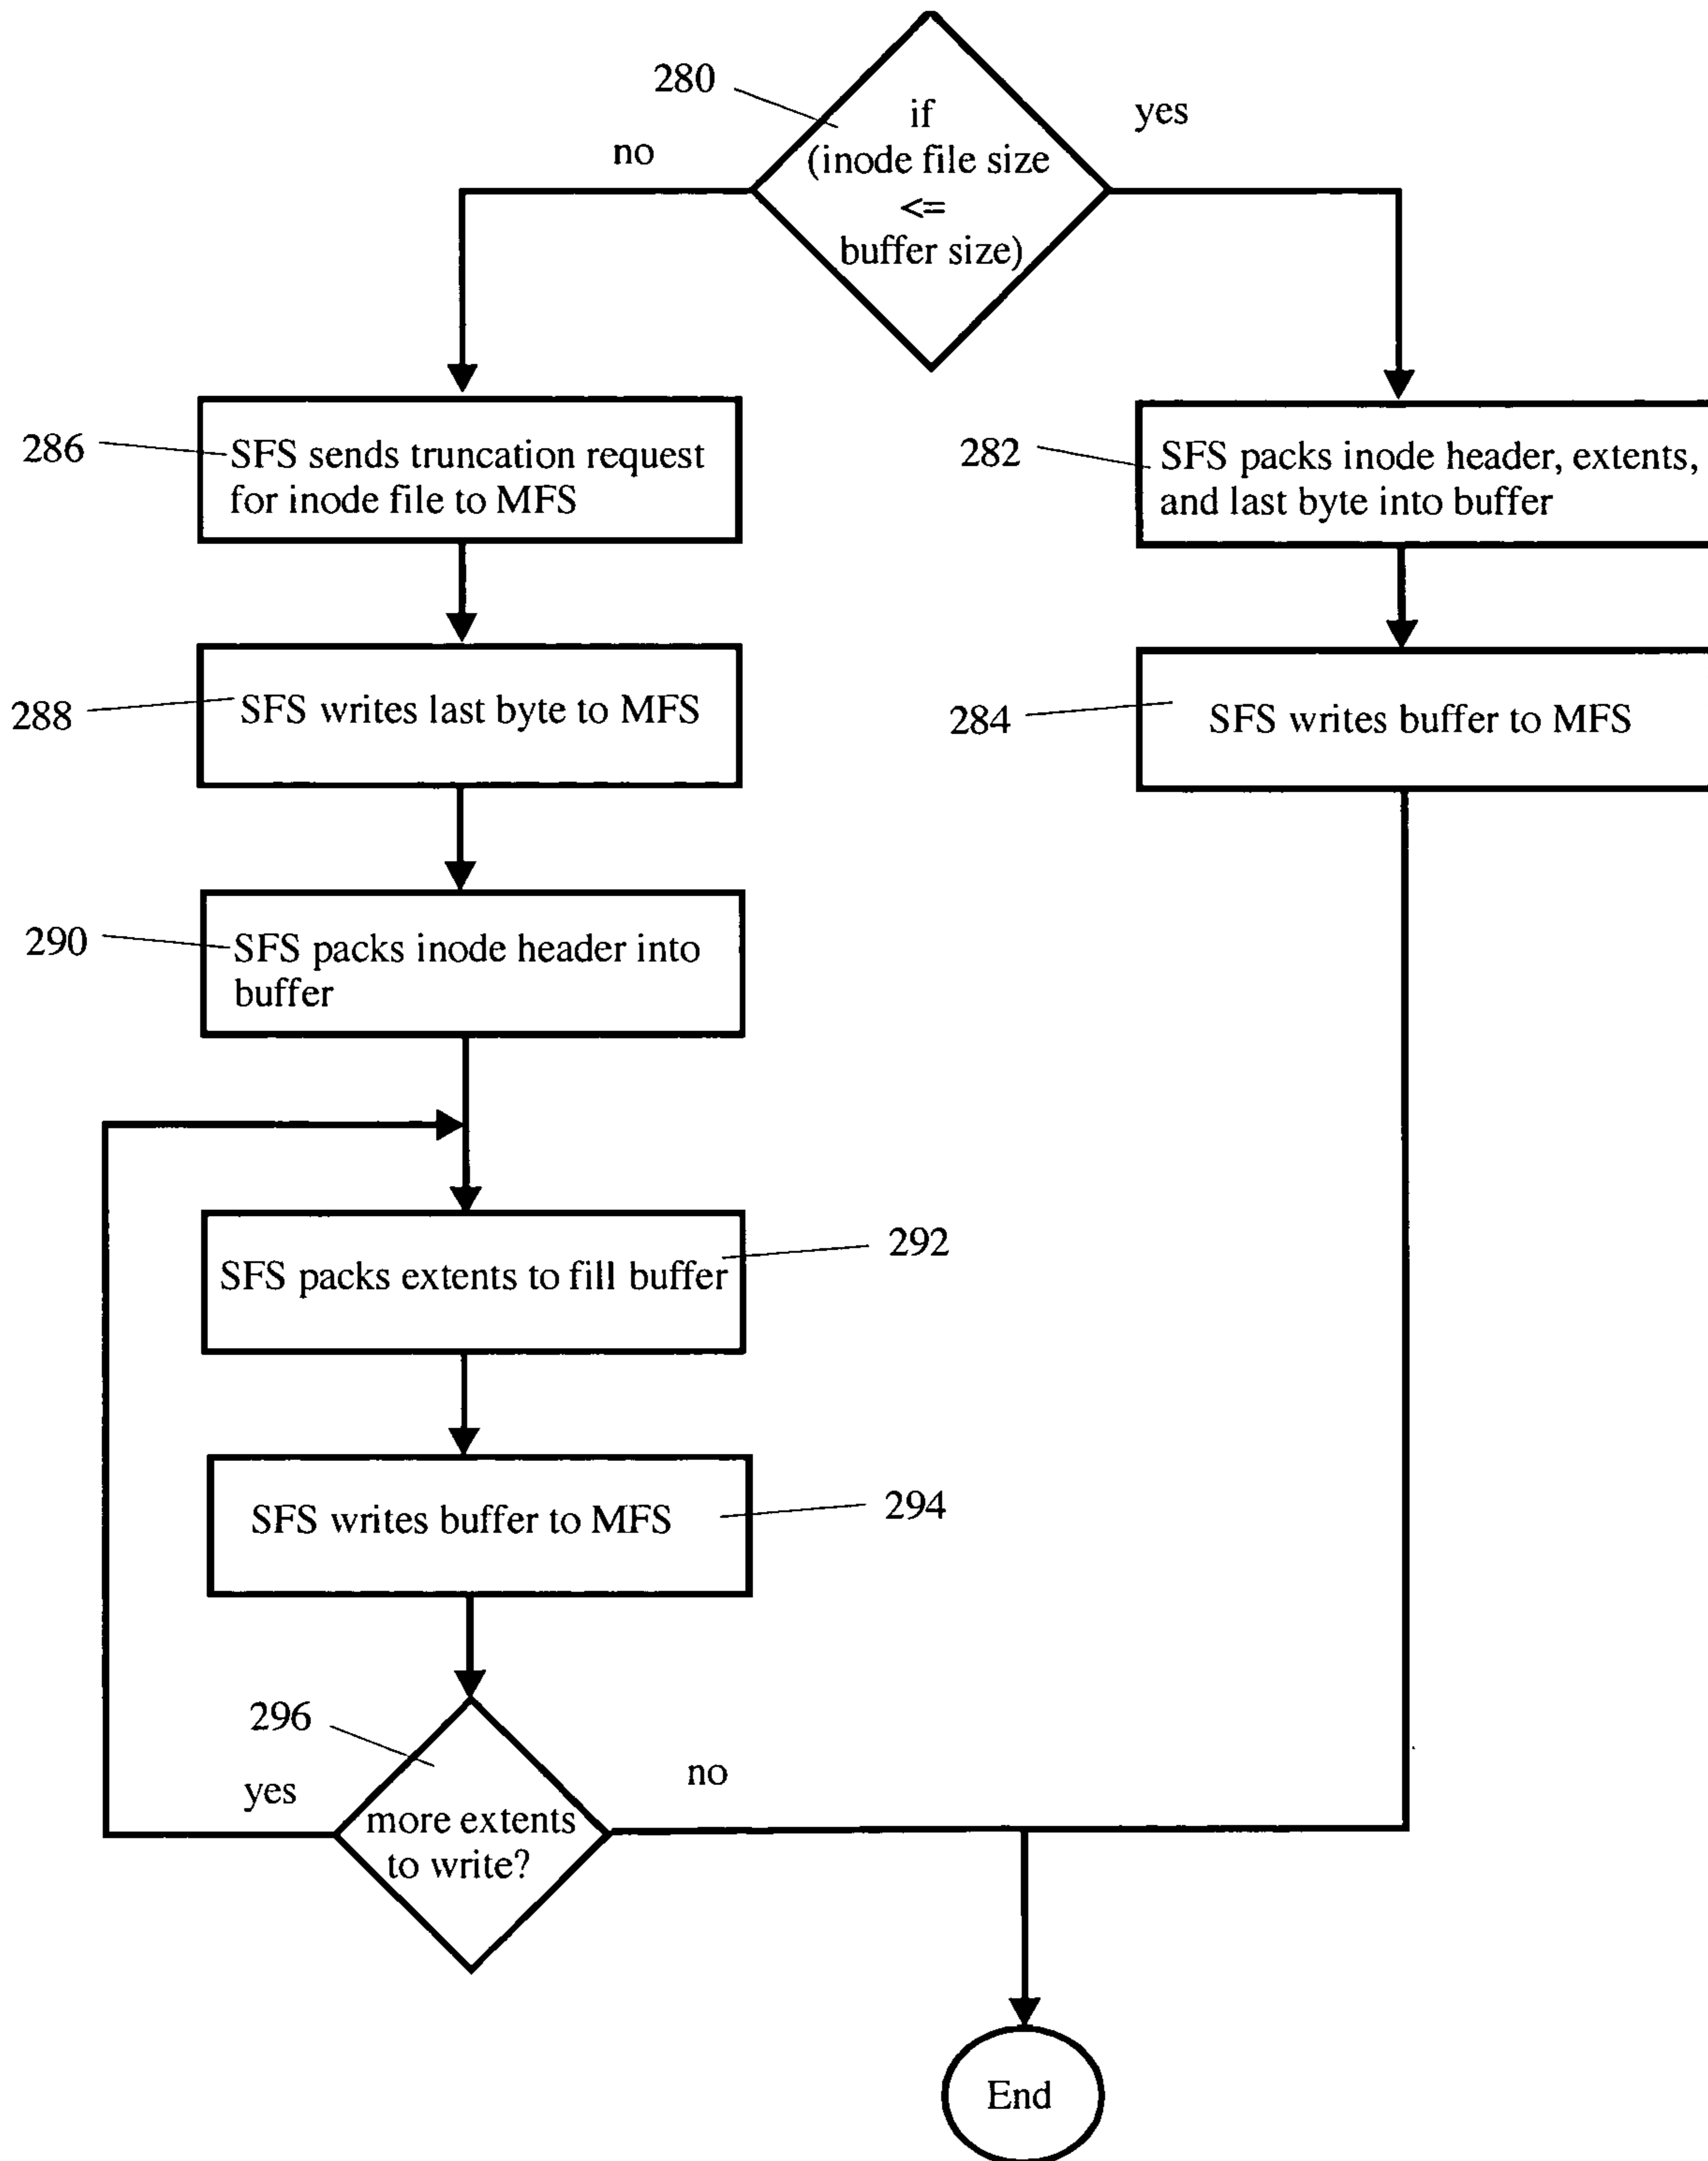 280
if
(inode file size
<=
buffer size)
no
yes
286
SFS sends truncation request
for inode file to MFS
282
SFS packs inode header, extents,
and last byte into buffer
288
SFS writes last byte to MFS
284
SFS writes buffer to MFS
290
SFS packs inode header into
buffer
292
SFS packs extents to fill buffer
294
SFS writes buffer to MFS
296
yes
no
more extents
to write?
End